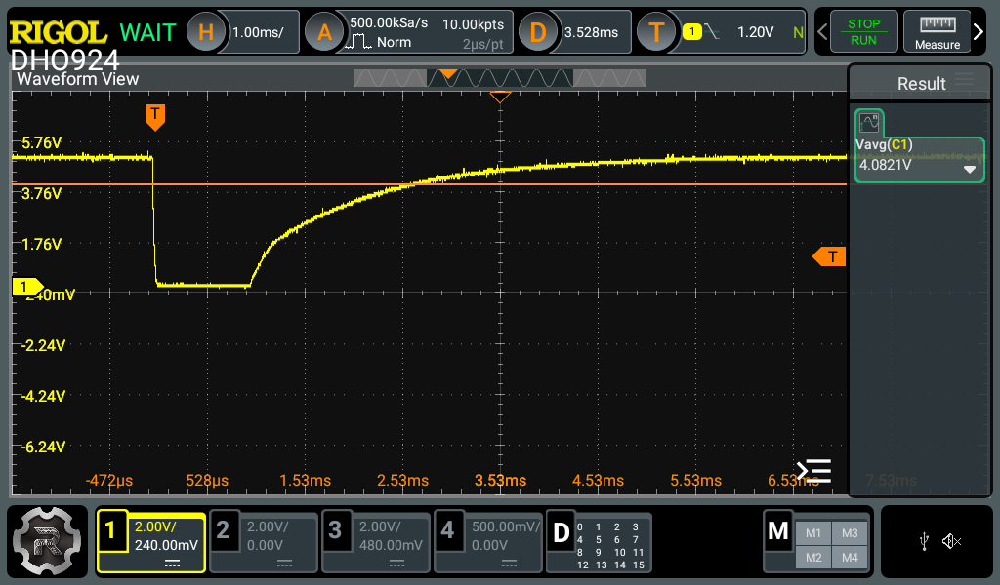 RIGOL WAIT H 1.00ms/ A 500.00kSa/s 10.00kpts D 3.528ms T 1 1.20V N STOP
Norm 2µs/pt RUN Measure
DHO924
Waveform View
Result
T
5.76V
Vavg(C1)
4.0821V
3.76V
1.76V
T
1
-240mV
-2.24V
-4.24V
-6.24V
-472µs 528µs 1.53ms 2.53ms 3.53ms 4.53ms 5.53ms 6.53ms 7.53ms
1 2.00V/ 2 2.00V/ 3 2.00V/ 4 500.00mV/ D 0 1 2 3 M M1 M3
240.00mV 0.00V 480.00mV 0.00V 4 5 6 7
8 9 10 11 M2 M4
12 13 14 15
R